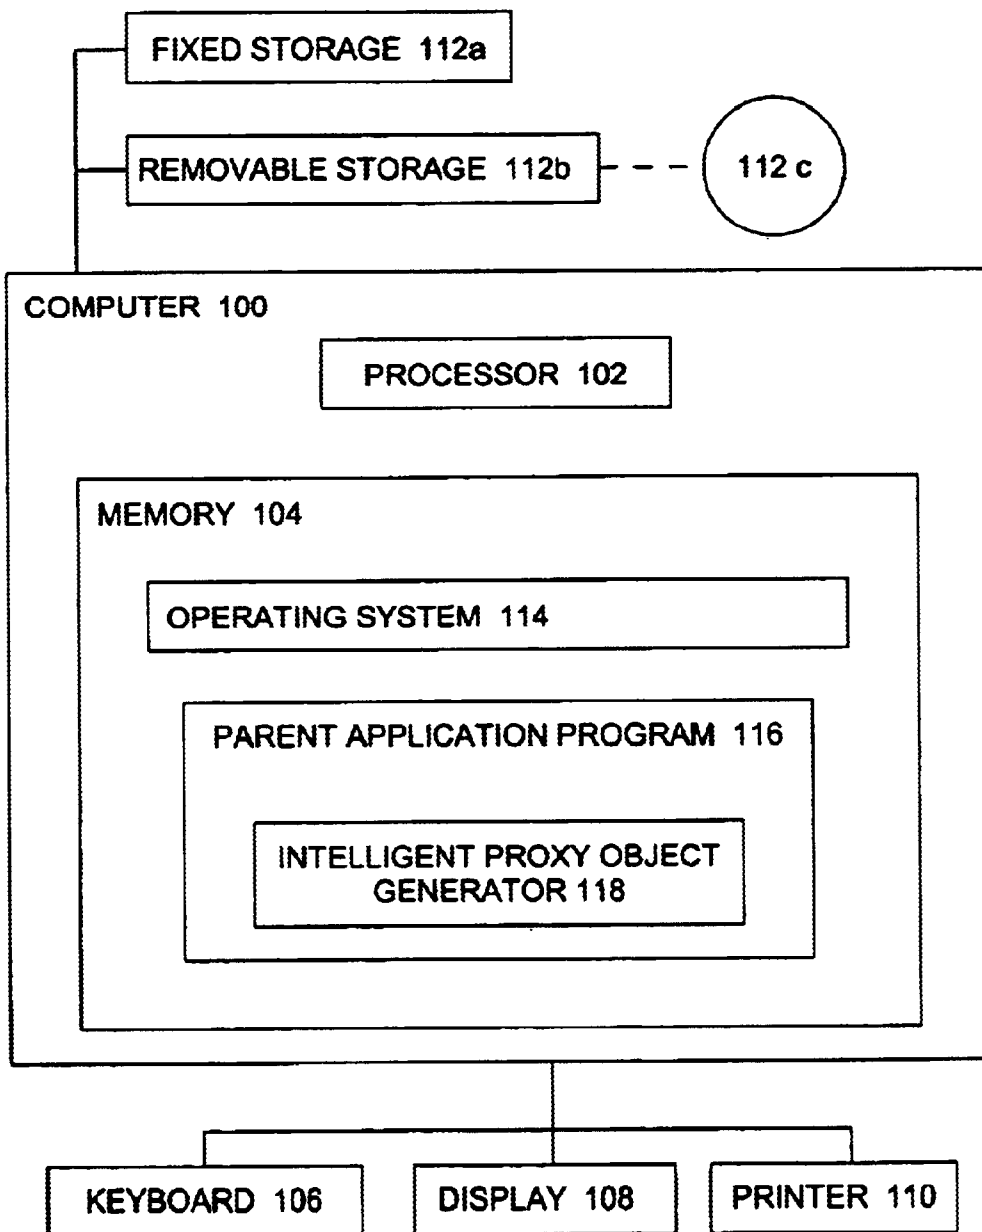 FIXED STORAGE 112a
REMOVABLE STORAGE 112b
112 c
COMPUTER 100
PROCESSOR 102
MEMORY 104
OPERATING SYSTEM 114
PARENT APPLICATION PROGRAM 116
INTELLIGENT PROXY OBJECT
GENERATOR 118
KEYBOARD 106
DISPLAY 108
PRINTER 110